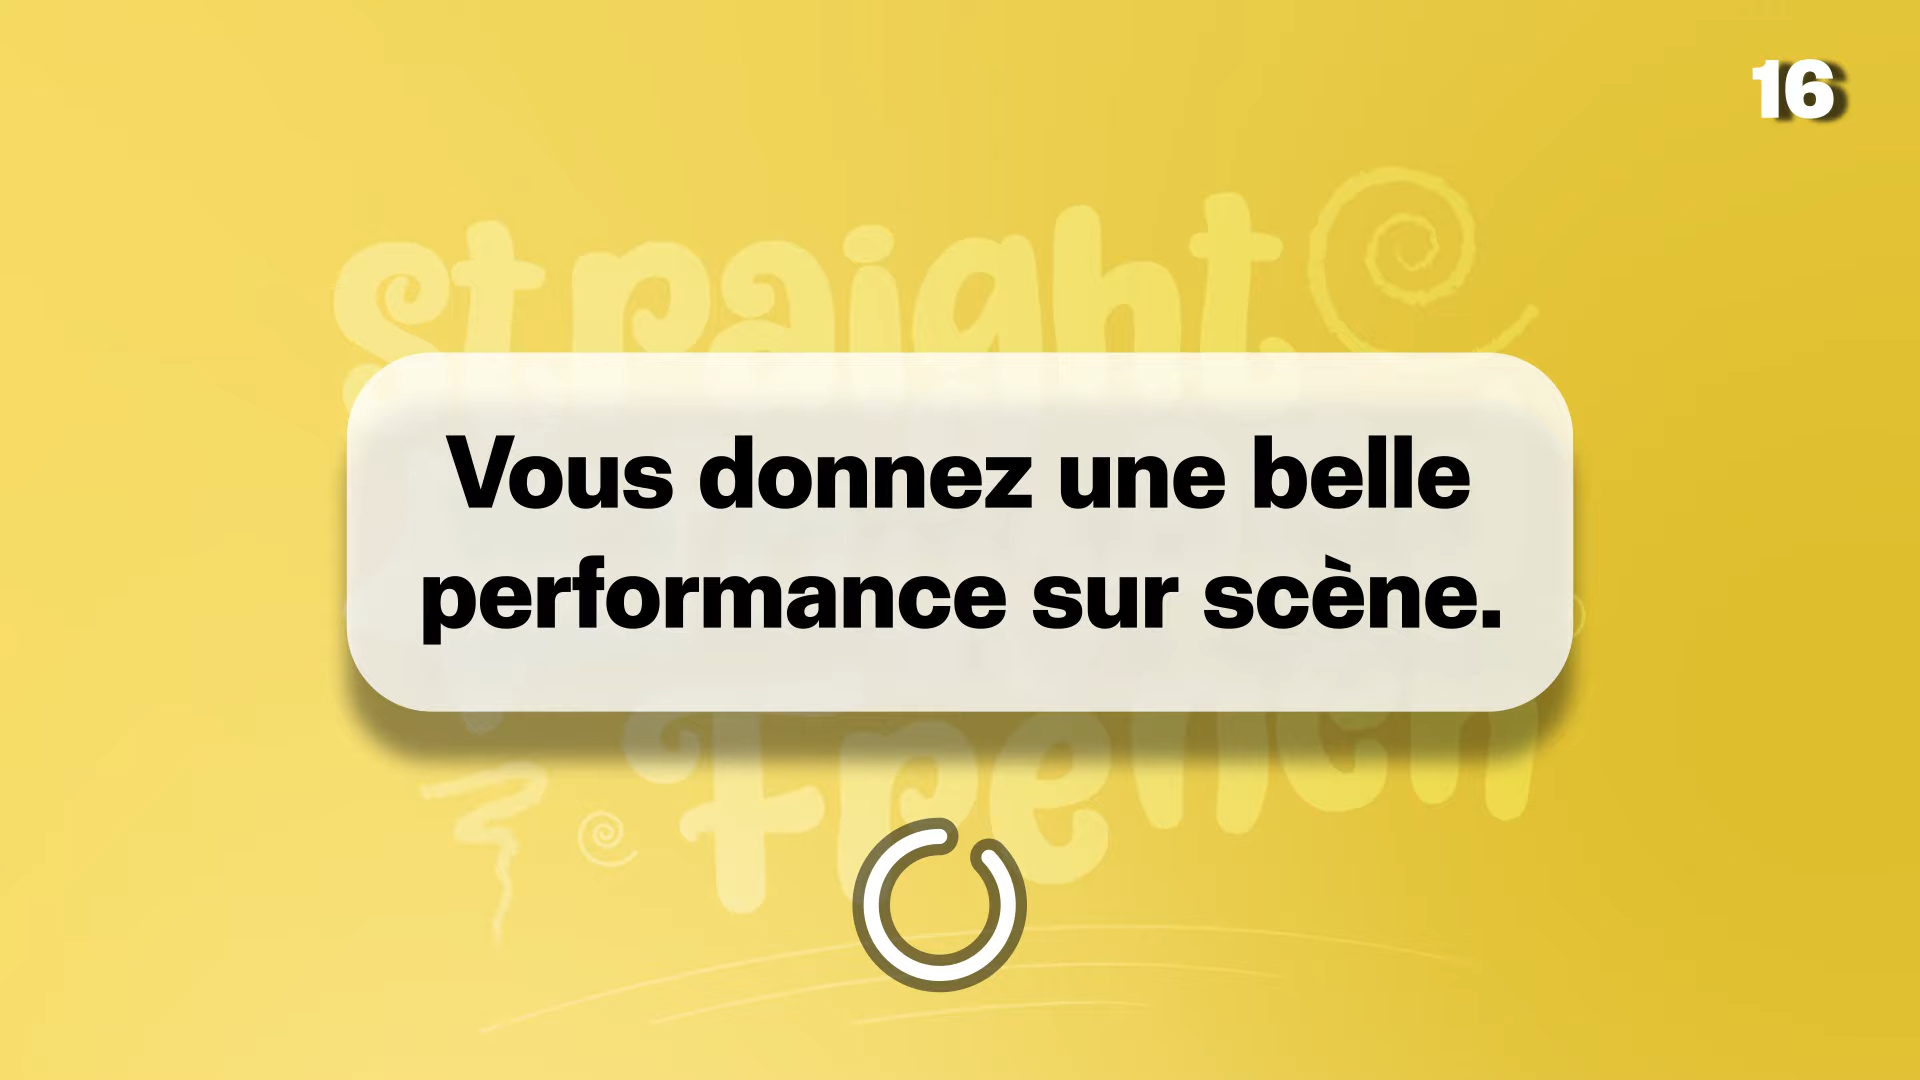 16
straight
Vous donnez une belle
performance sur scène.
French